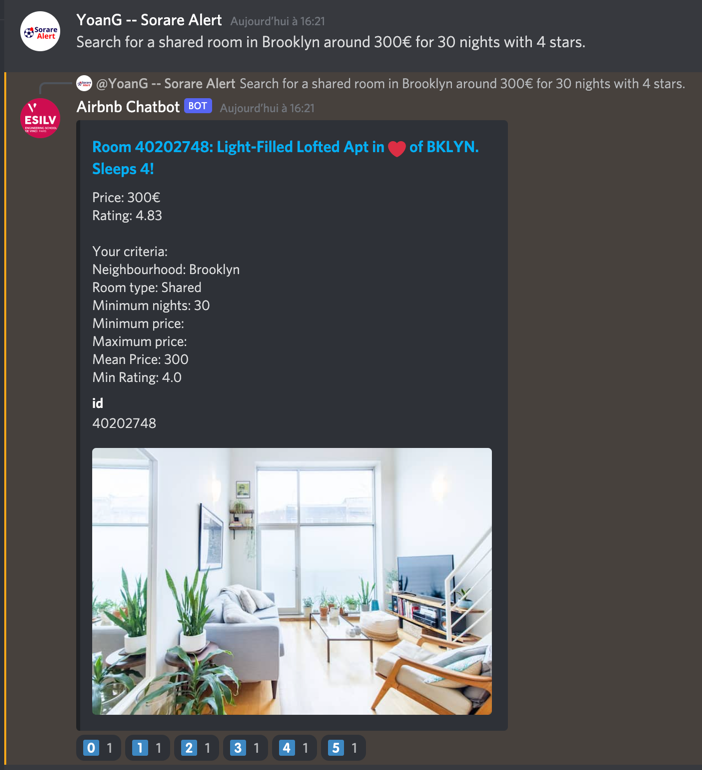 YoanG -- Sorare Alert Aujourd'hui à 16:21
Search for a shared room in Brooklyn around 300€ for 30 nights with 4 stars.
Sorare
Alert
@YoanG -- Sorare Alert Search for a shared room in Brooklyn around 300€ for 30 nights with 4 stars.
Airbnb Chatbot BOT Aujourd'hui à 16:21
ESILV
Room 40202748: Light-Filled Lofted Apt in ❤️ of BKLYN.
Sleeps 4!
Price: 300€
Rating: 4.83
Your criteria:
Neighbourhood: Brooklyn
Room type: Shared
Minimum nights: 30
Minimum price:
Maximum price:
Mean Price: 300
Min Rating: 4.0
id
40202748
0 1 1 1 2 1 3 1 4 1 5 1